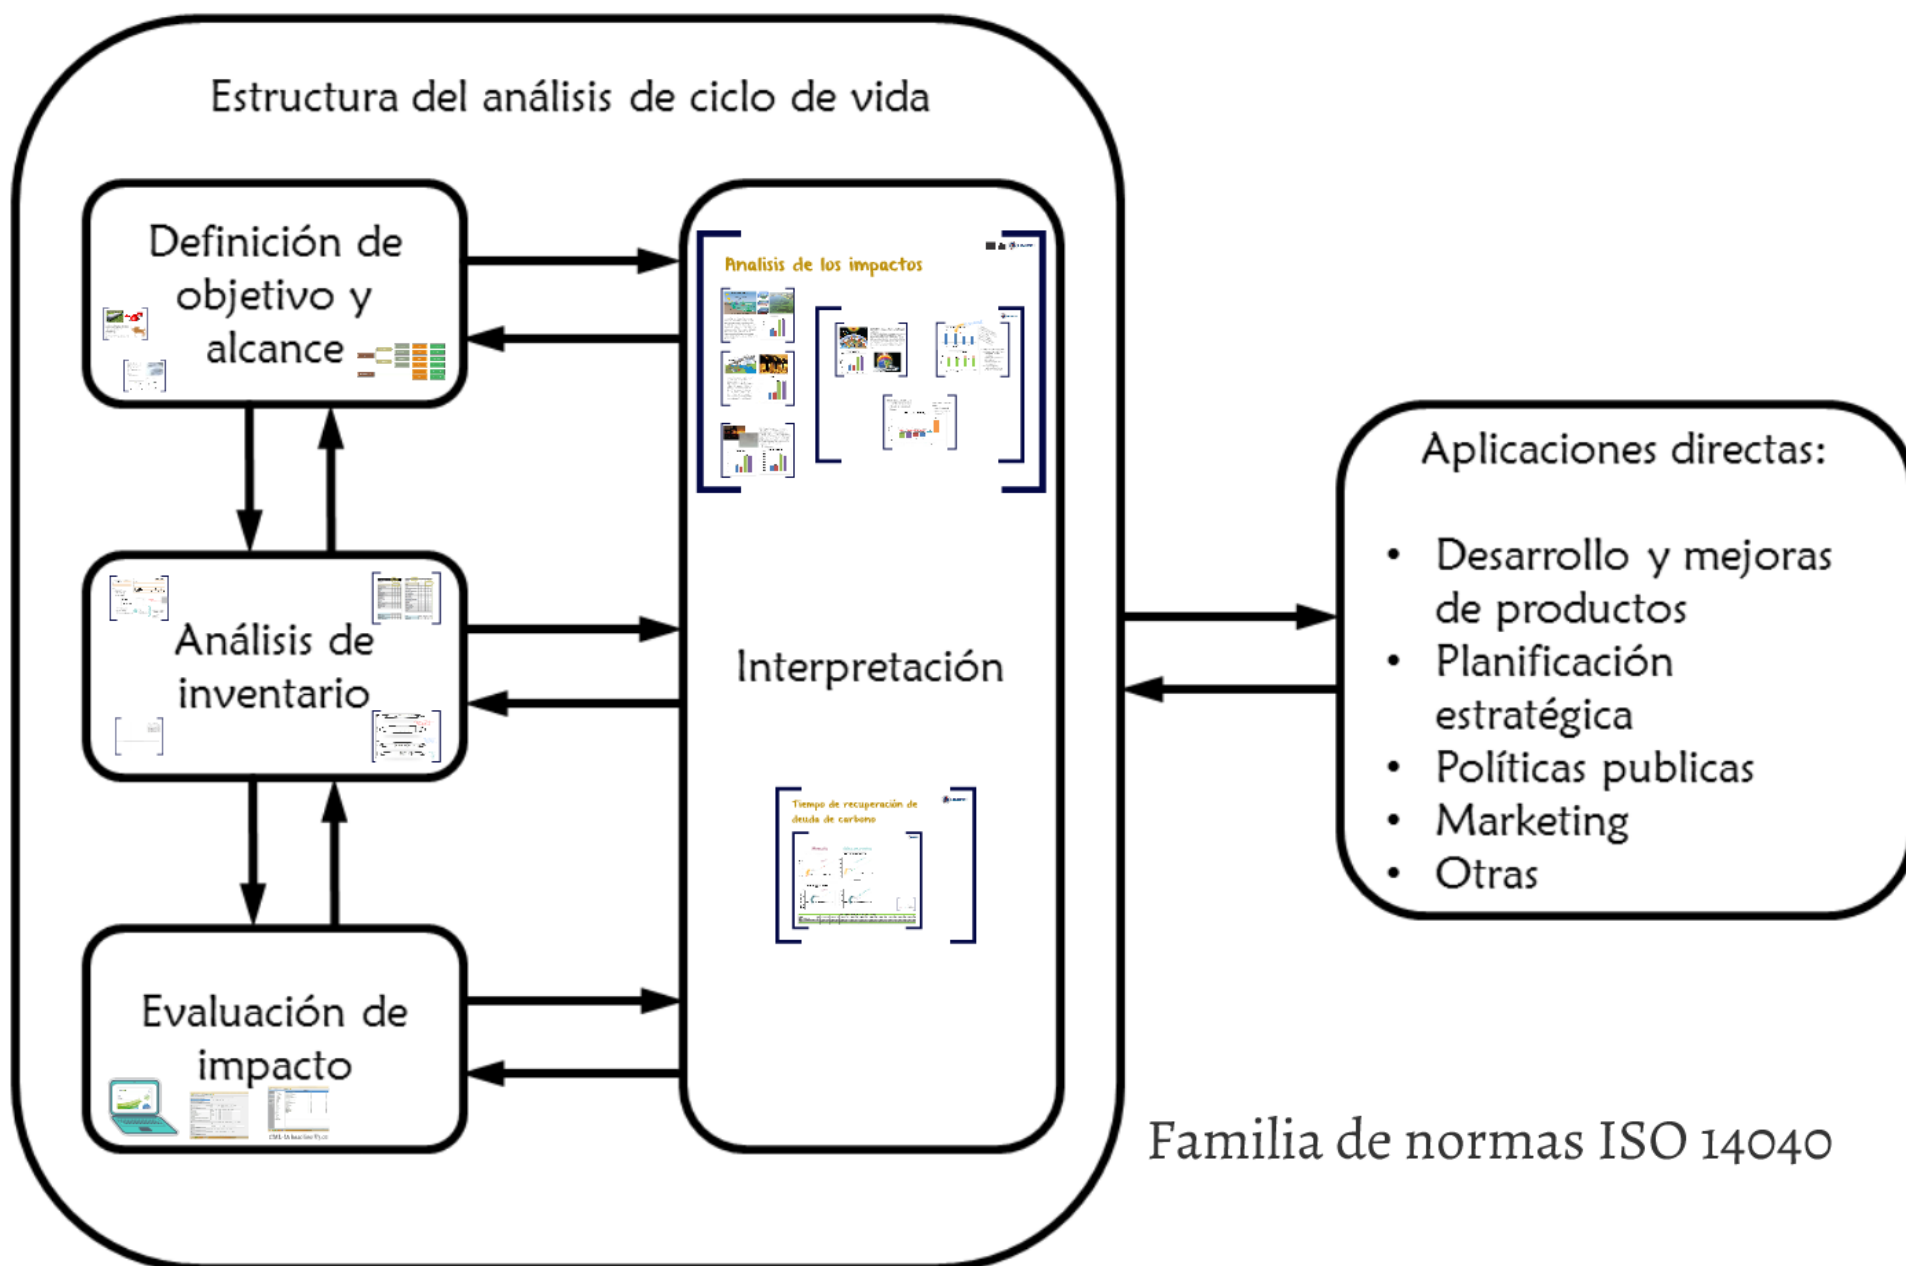 Estructura del análisis de ciclo de vida
Definición de
objetivo y
alcance
Analisis de los impactos
Análisis de
inventario
Interpretación
Tiempo de recuperación de
deuda de carbono
Evaluación de
impacto
Aplicaciones directas:
• Desarrollo y mejoras
de productos
• Planificación
estratégica
• Políticas publicas
• Marketing
• Otras
Familia de normas ISO 14040